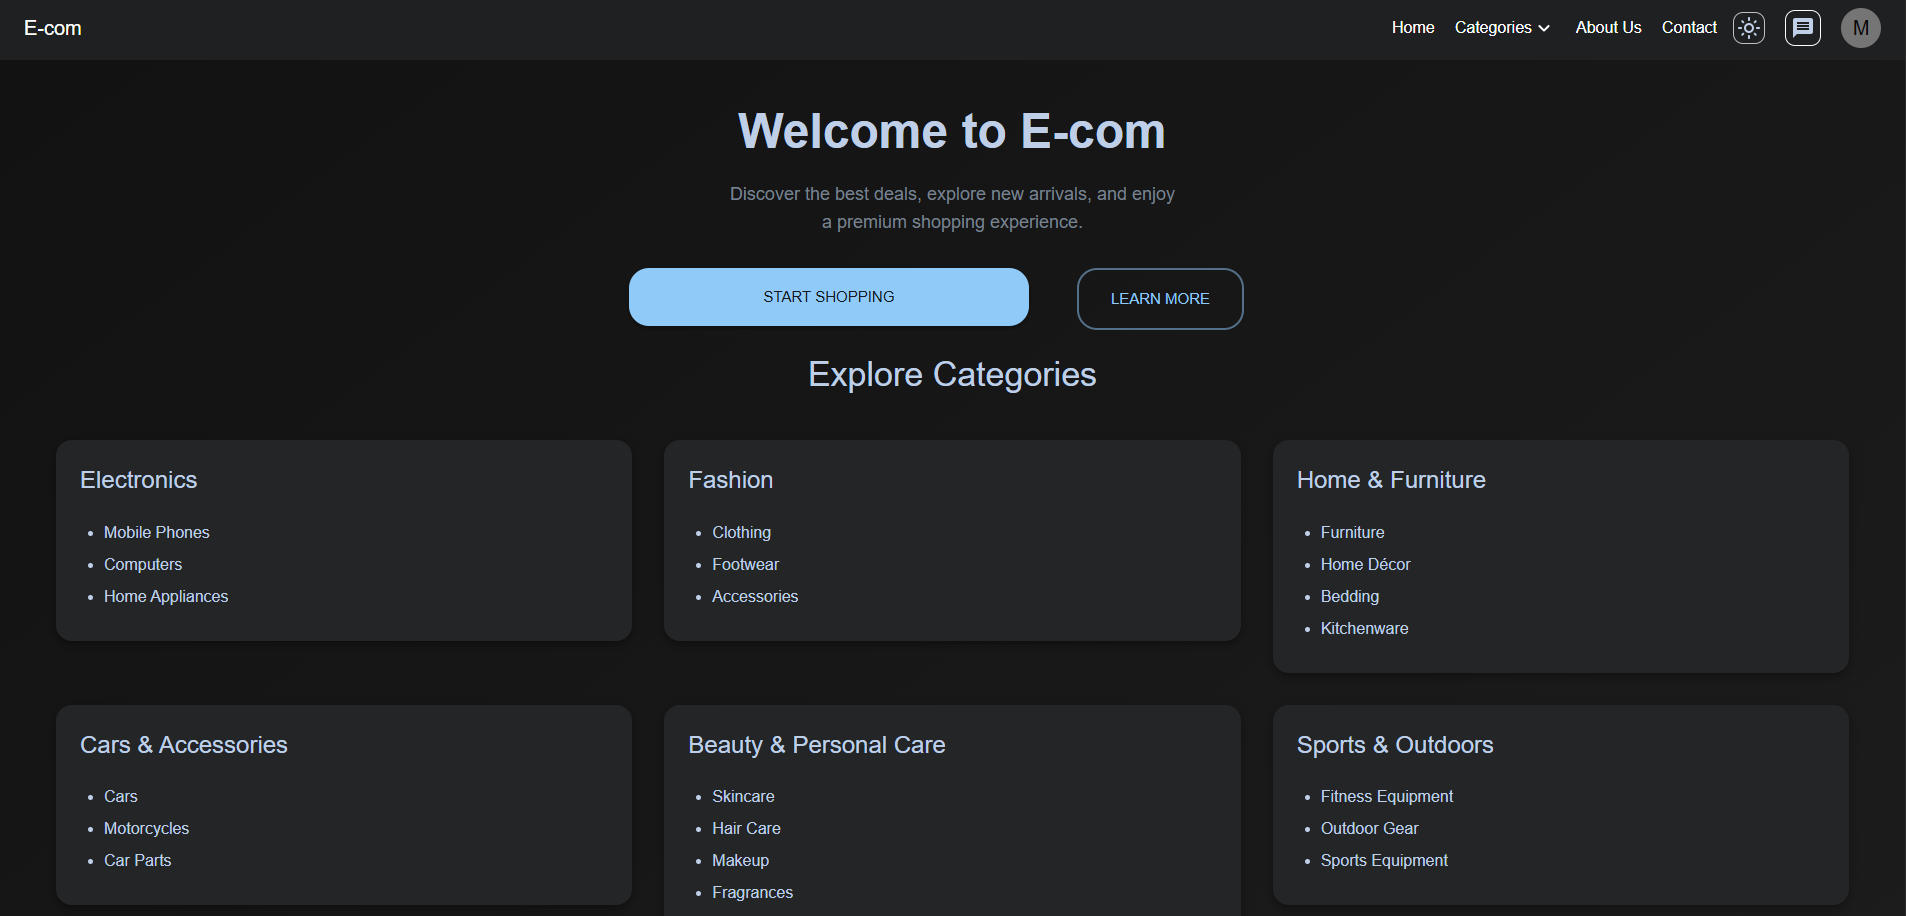 E-com
Home Categories About Us Contact M
Welcome to E-com
Discover the best deals, explore new arrivals, and enjoy
a premium shopping experience.
START SHOPPING
LEARN MORE
Explore Categories
Electronics
• Mobile Phones
• Computers
• Home Appliances
Fashion
• Clothing
• Footwear
• Accessories
Home & Furniture
• Furniture
• Home Décor
• Bedding
• Kitchenware
Cars & Accessories
• Cars
• Motorcycles
• Car Parts
Beauty & Personal Care
• Skincare
• Hair Care
• Makeup
• Fragrances
Sports & Outdoors
• Fitness Equipment
• Outdoor Gear
• Sports Equipment